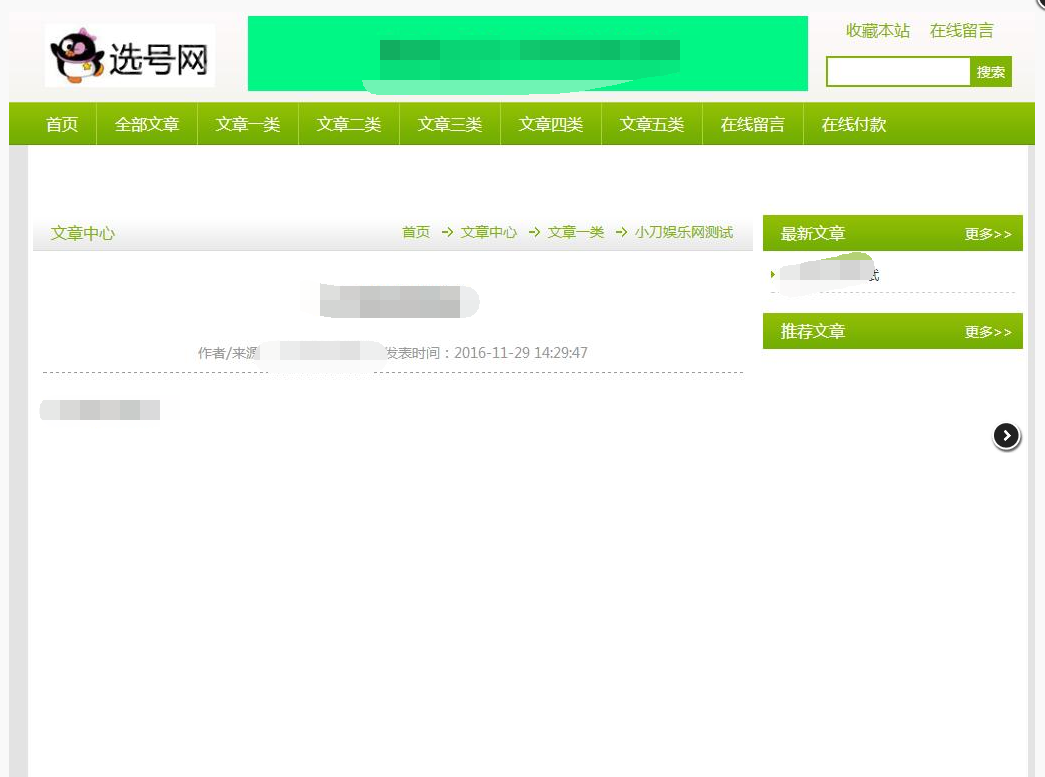 选号网
收藏本站 在线留言
搜索
首页 全部文章 文章一类 文章二类 文章三类 文章四类 文章五类 在线留言 在线付款
文章中心
首页 文章中心 文章一类 小刀娱乐网测试
作者/来源 发表时间：2016-11-29 14:29:47
最新文章 更多>>
试
推荐文章 更多>>